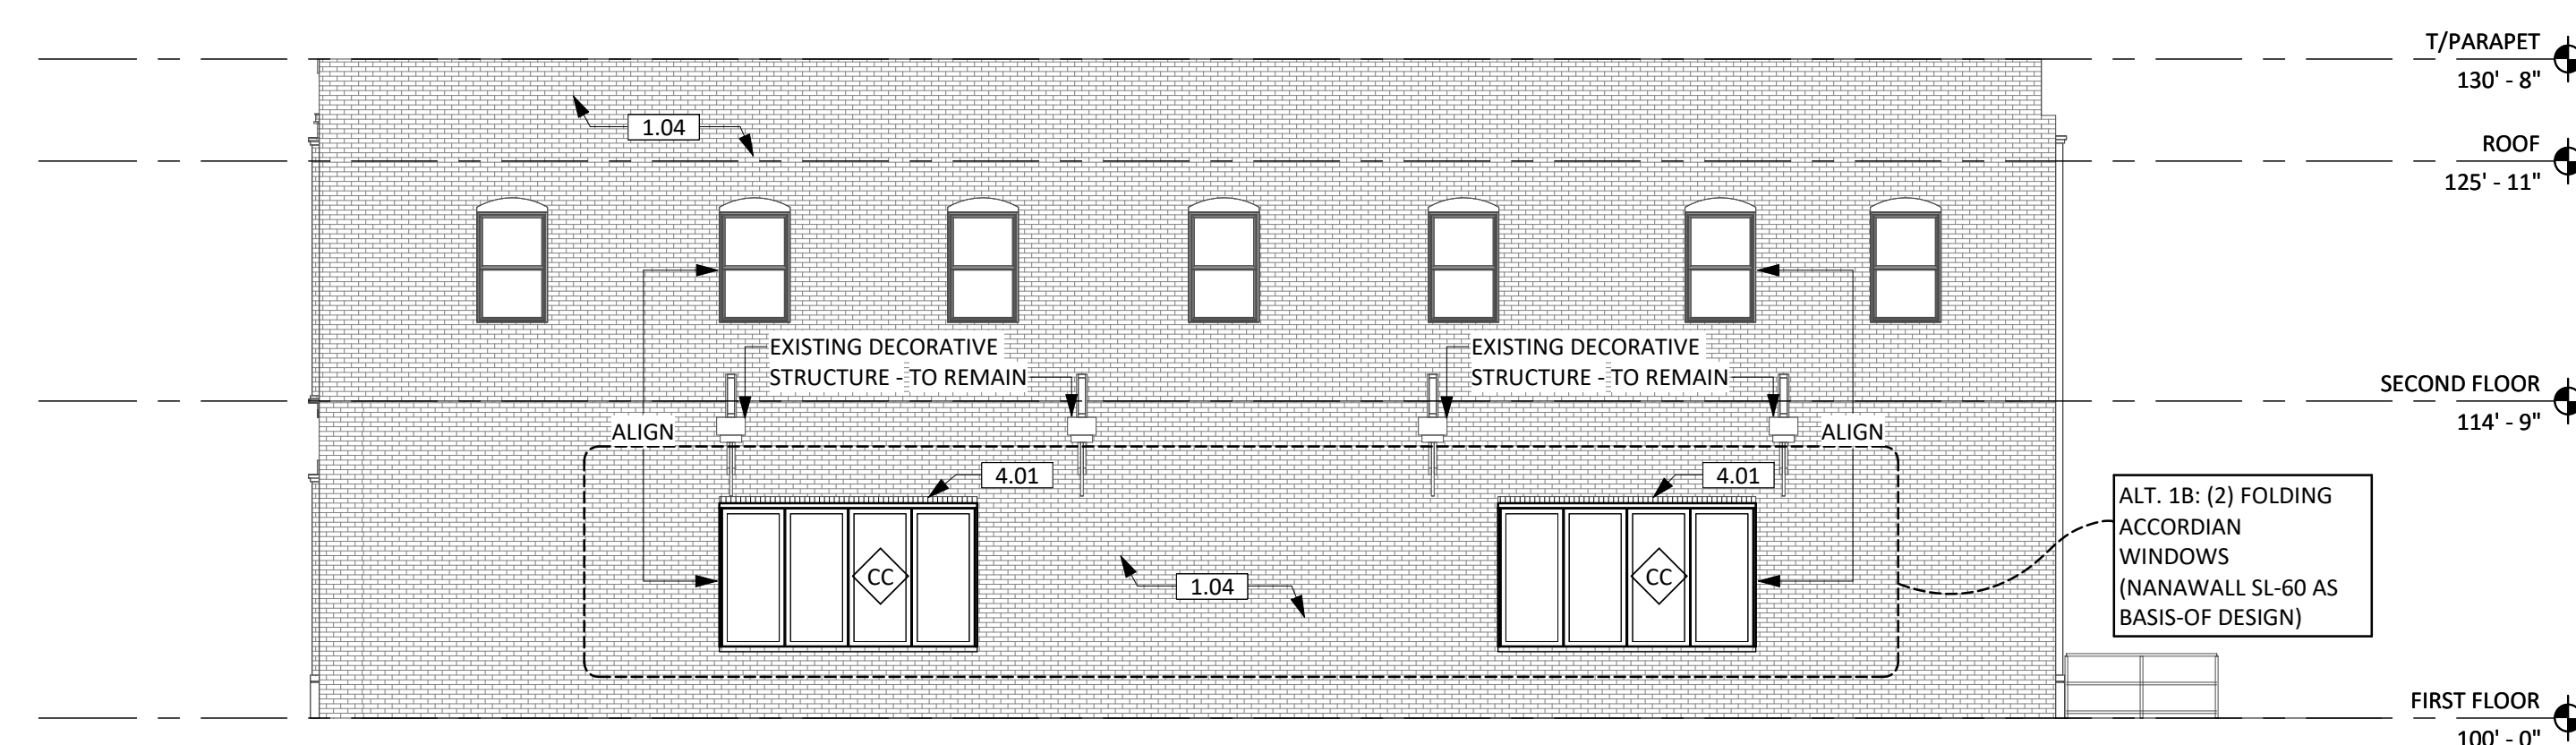 T/PARAPET
130' - 8"
1.04
ROOF
125' - 11"
EXISTING DECORATIVE
STRUCTURE - TO REMAIN
EXISTING DECORATIVE
STRUCTURE - TO REMAIN
SECOND FLOOR
114' - 9"
ALIGN
ALIGN
4.01
4.01
ALT. 1B: (2) FOLDING
ACCORDIAN
WINDOWS
(NANAWALL SL-60 AS
BASIS-OF DESIGN)
CC
1.04
CC
FIRST FLOOR
100' - 0"